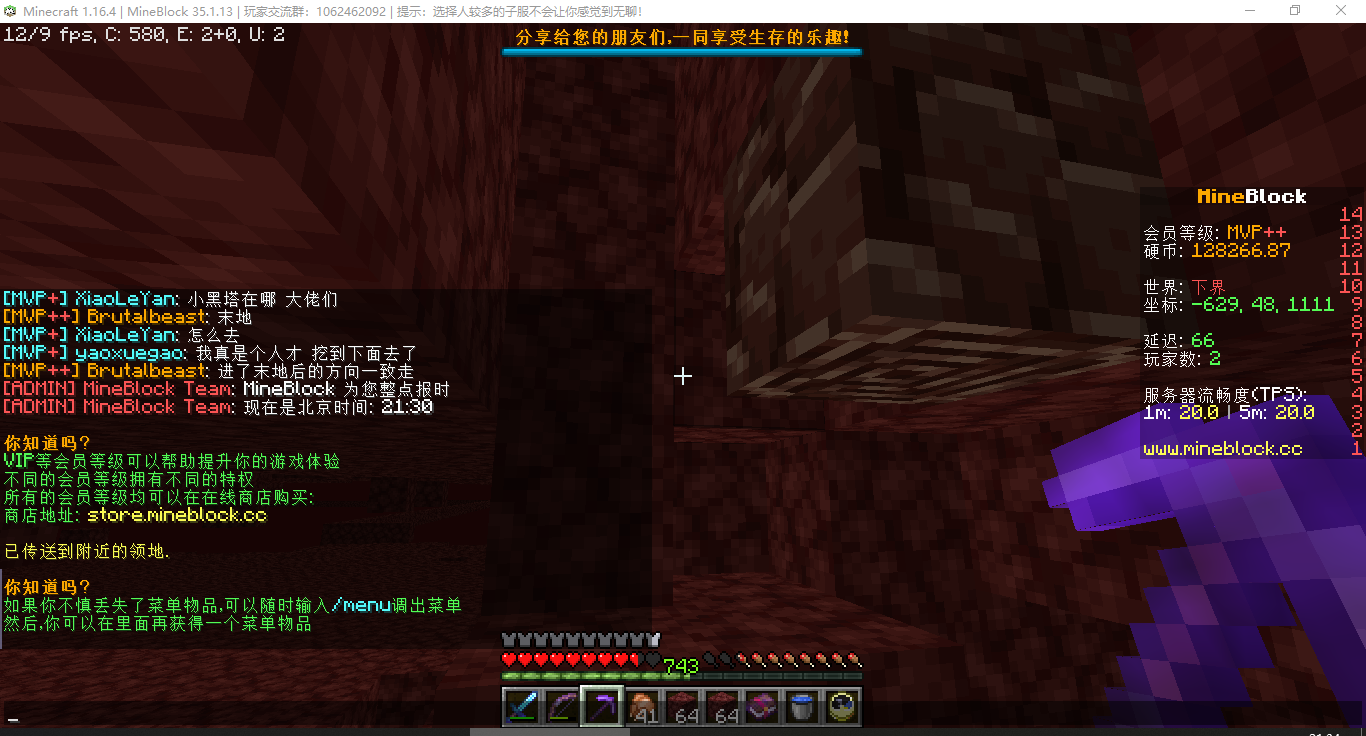 Minecraft 1.16.4 | MineBlock 35.1.13 | 玩家交流群：1062462092 | 提示：选择人较多的子服不会让你感觉到无聊!
12/9 fps, C: 580, E: 2+0, U: 2
分享给您的朋友们,一同享受生存的乐趣!
[MVP+] XiaoLeYan: 小黑塔在哪 大佬们
[MVP++] Brutalbeast: 末地
[MVP+] XiaoLeYan: 怎么去
[MVP+] yaoxuegao: 我真是个人才 挖到下面去了
[MVP++] Brutalbeast: 进了末地后的方向一致走
[ADMIN] MineBlock Team: MineBlock 为您整点报时
[ADMIN] MineBlock Team: 现在是北京时间: 21:30
你知道吗?
VIP等会员等级可以帮助提升你的游戏体验
不同的会员等级拥有不同的特权
所有的会员等级均可以在在线商店购买:
商店地址: store.mineblock.cc
已传送到附近的领地.
你知道吗?
如果你不慎丢失了菜单物品,可以随时输入/menu调出菜单
然后,你可以在里面再获得一个菜单物品
MineBlock
14
会员等级: MVP++ 13
硬币: 128266.87 12
11
世界: 下界 10
坐标: -629, 48, 1111 9
8
延迟: 66 7
玩家数: 2 6
5
服务器流畅度(TPS): 4
1m: 20.0 | 5m: 20.0 3
2
www.mineblock.cc 1
743
41 64 64